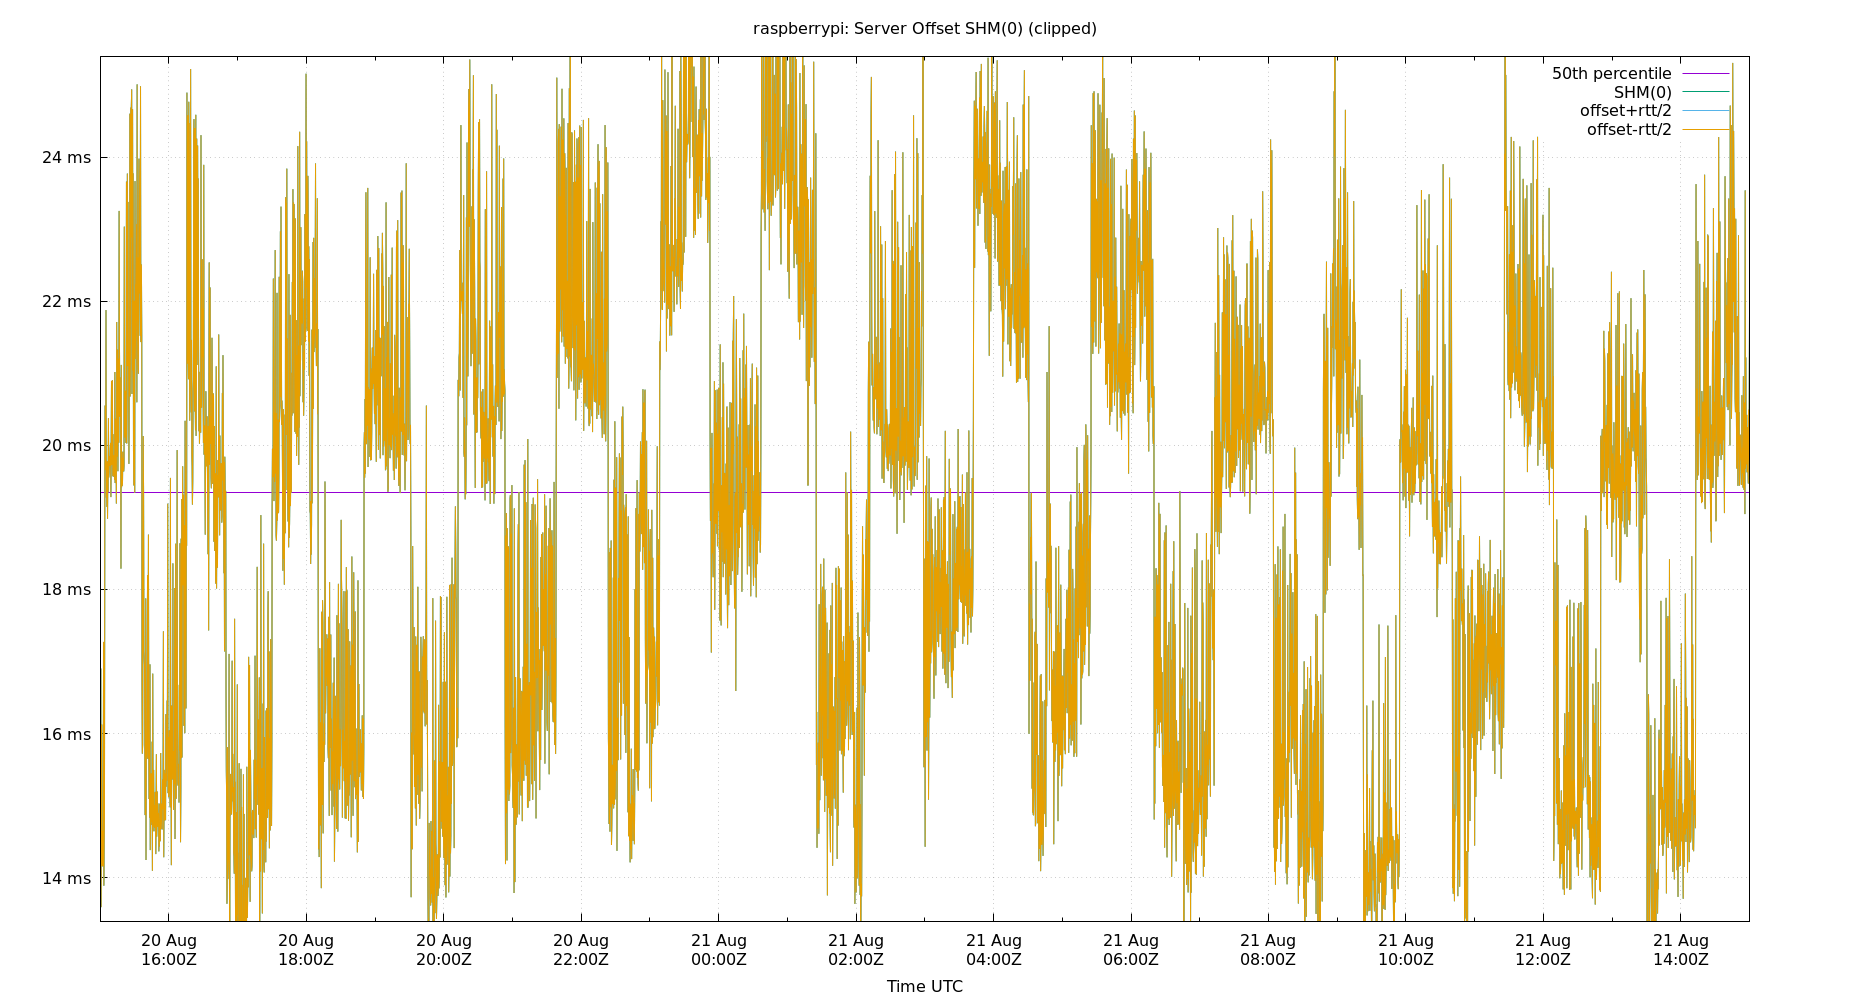 raspberrypi: Server Offset SHM(0) (clipped)
50th percentile
SHM(0)
offset+rtt/2
offset-rtt/2
24 ms
22 ms
20 ms
18 ms
16 ms
14 ms
20 Aug 20 Aug 20 Aug 20 Aug 21 Aug 21 Aug 21 Aug 21 Aug 21 Aug 21 Aug 21 Aug 21 Aug
16:00Z 18:00Z 20:00Z 22:00Z 00:00Z 02:00Z 04:00Z 06:00Z 08:00Z 10:00Z 12:00Z 14:00Z
Time UTC